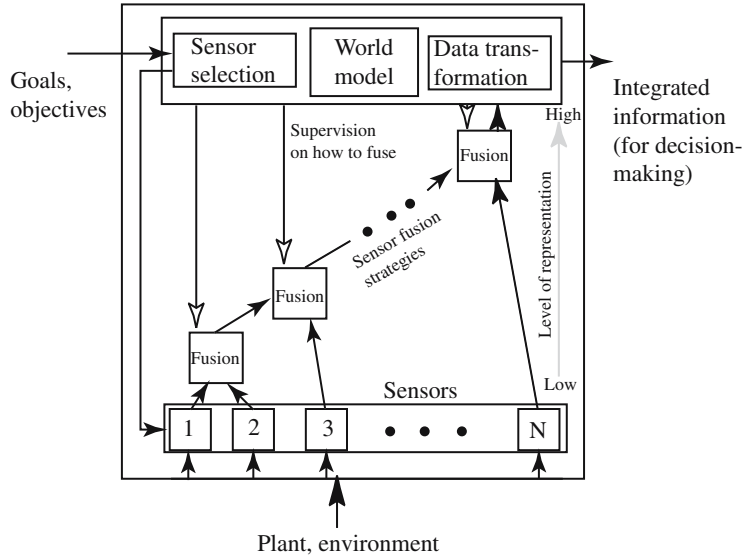 Sensor
selection
World
model
Data trans-
formation
Goals,
objectives
Integrated
information
(for decision-
making)
Supervision
on how to fuse
High
Fusion
Level of representation
Sensor fusion
strategies
Fusion
Fusion
Low
Sensors
1
2
3
N
Plant, environment